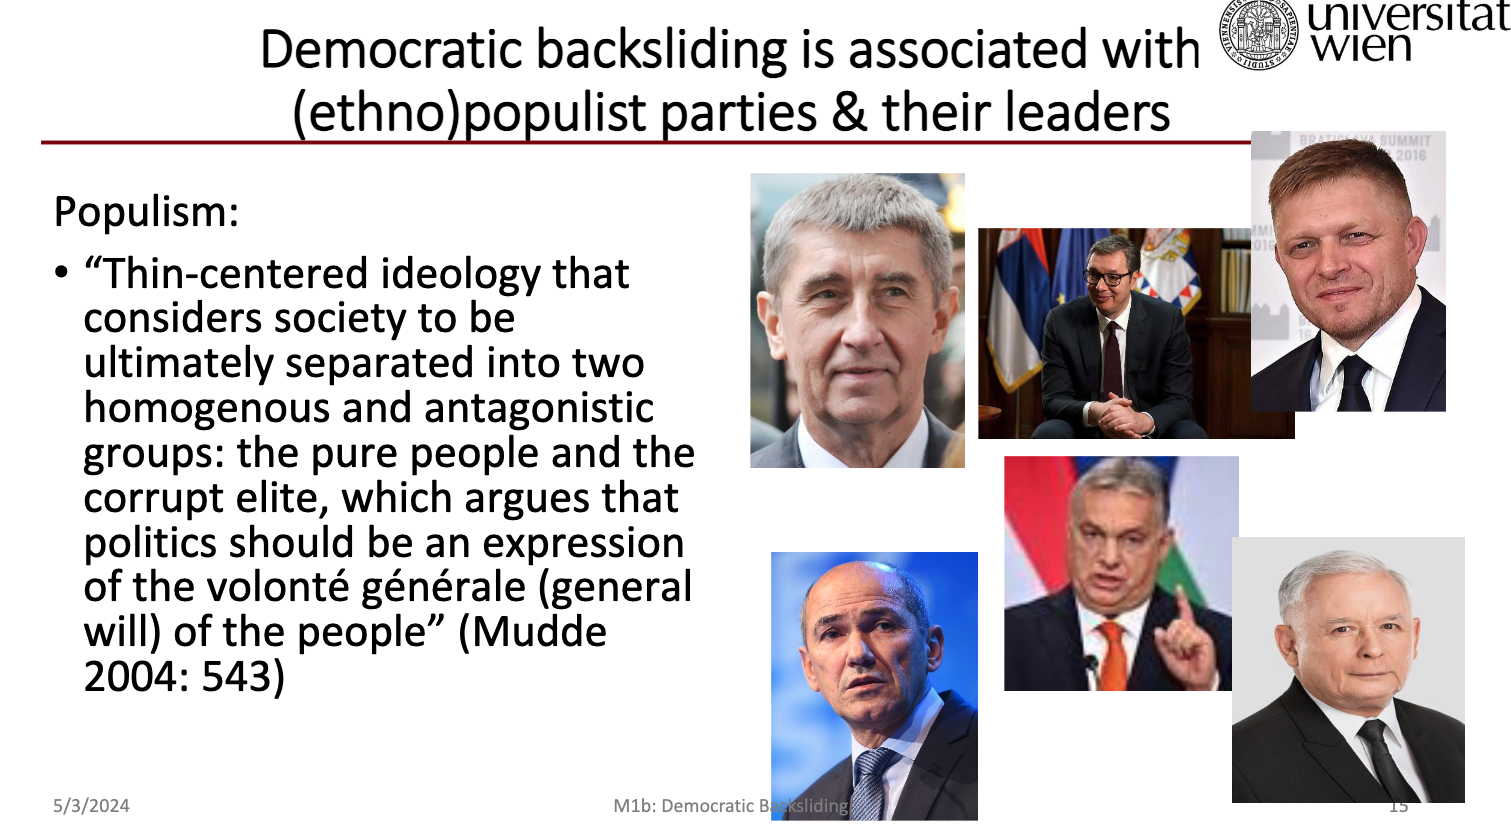 Democratic backsliding is associated with
(ethno)populist parties & their leaders
universität
wien
Populism:
• “Thin-centered ideology that
considers society to be
ultimately separated into two
homogenous and antagonistic
groups: the pure people and the
corrupt elite, which argues that
politics should be an expression
of the volonté générale (general
will) of the people” (Mudde
2004: 543)
BRATISLAVA SUMMIT
2016
5/3/2024
M1b: Democratic Backsliding
15